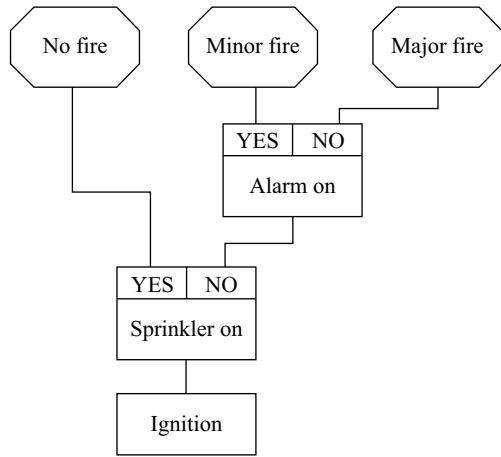 No fire
Minor fire
Major fire
YES
NO
Alarm on
YES
NO
Sprinkler on
Ignition